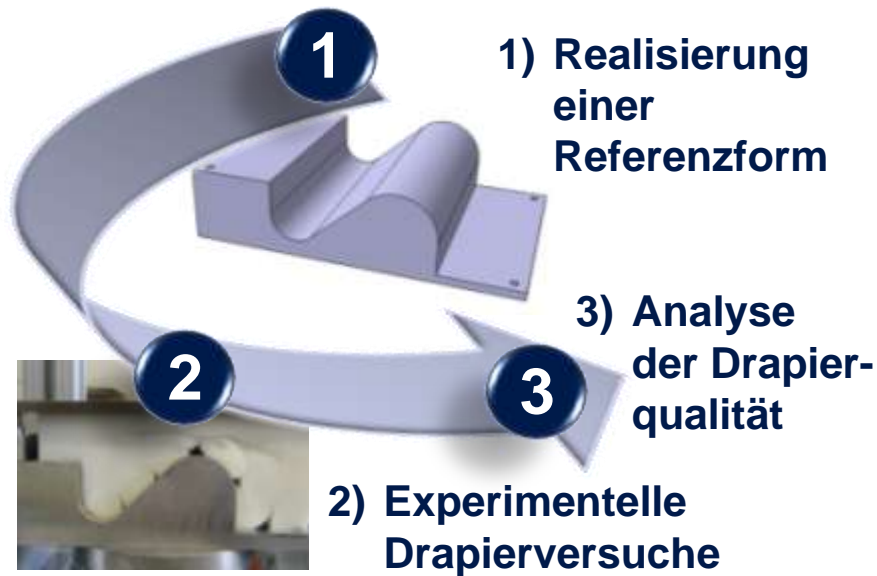 1
1) Realisierung
einer
Referenzform
2
2) Experimentelle
Drapierversuche
3
3) Analyse
der Drapier-
qualität